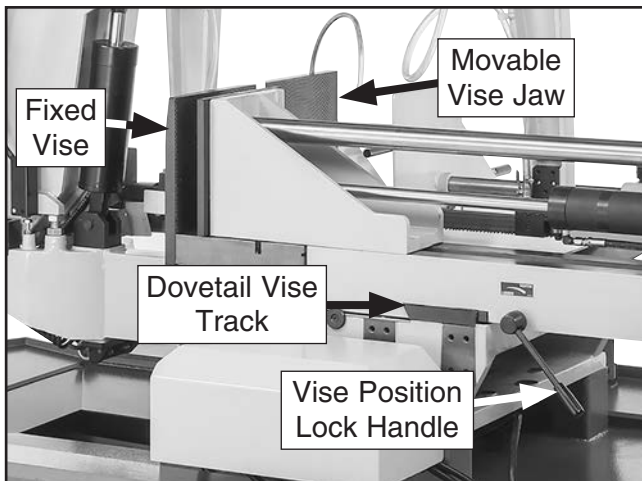 Movable
Vise Jaw
Fixed
Vise
Dovetail Vise
Track
Vise Position
Lock Handle